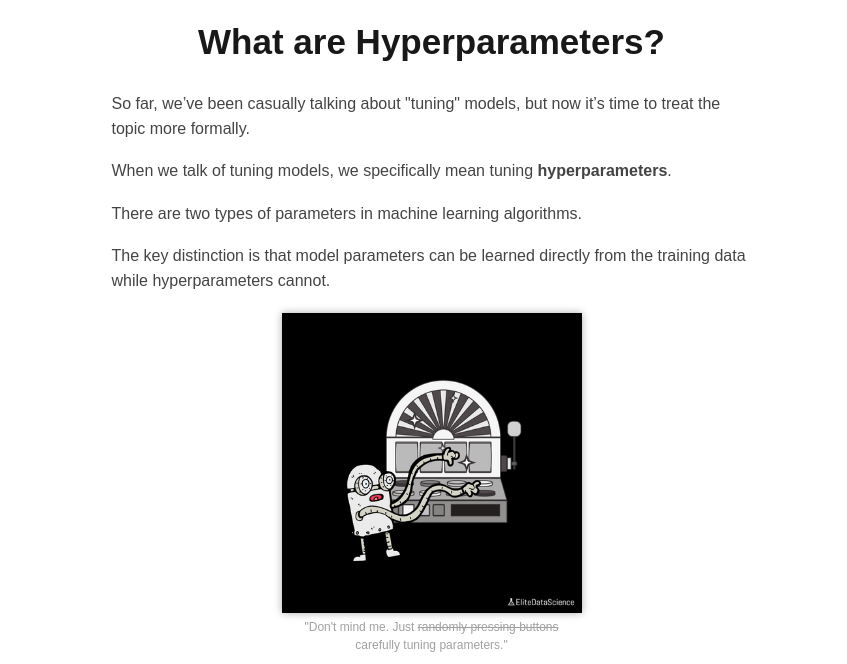 What are Hyperparameters?
So far, we’ve been casually talking about "tuning" models, but now it’s time to treat the
topic more formally.
When we talk of tuning models, we specifically mean tuning hyperparameters.
There are two types of parameters in machine learning algorithms.
The key distinction is that model parameters can be learned directly from the training data
while hyperparameters cannot.
EliteDataScience
"Don't mind me. Just randomly pressing buttons
carefully tuning parameters."